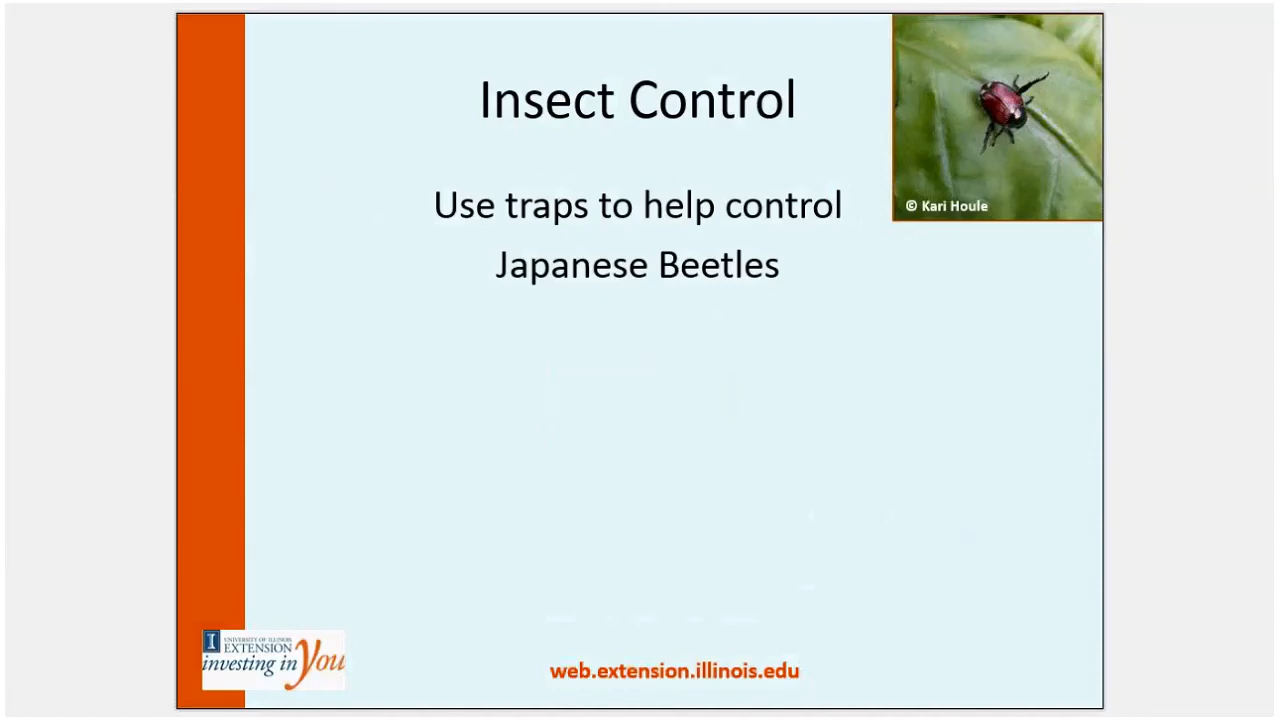 Insect Control
Use traps to help control
Japanese Beetles
© Kari Houle
I
UNIVERSITY OF ILLINOIS
EXTENSION
investing in you
web.extension.illinois.edu